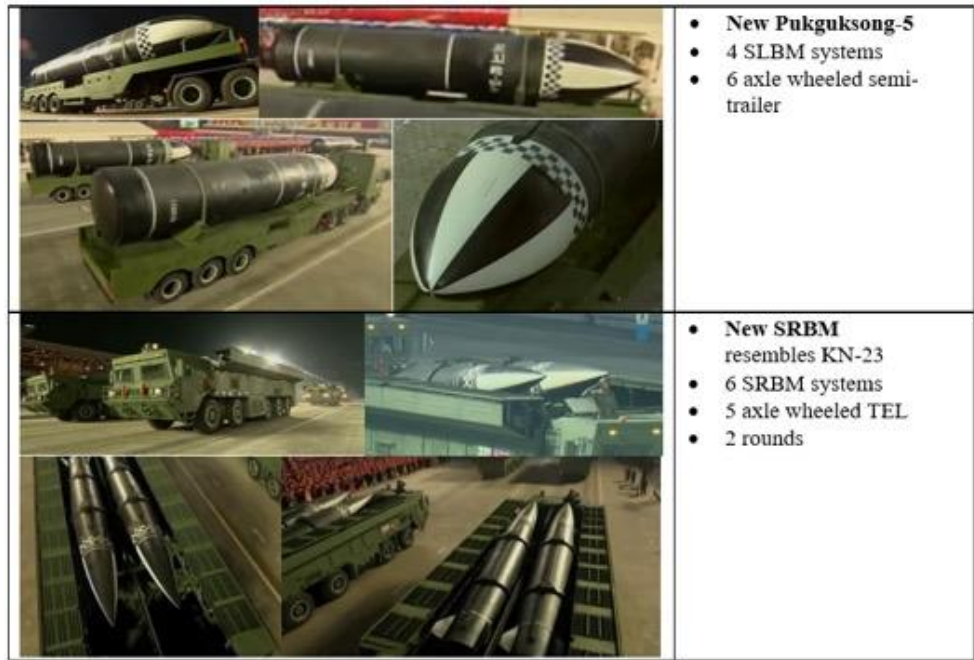 New Pukguksong-5
4 SLBM systems
6 axle wheeled semi-
trailer
New SRBM
resembles KN-23
6 SRBM systems
5 axle wheeled TEL
2 rounds